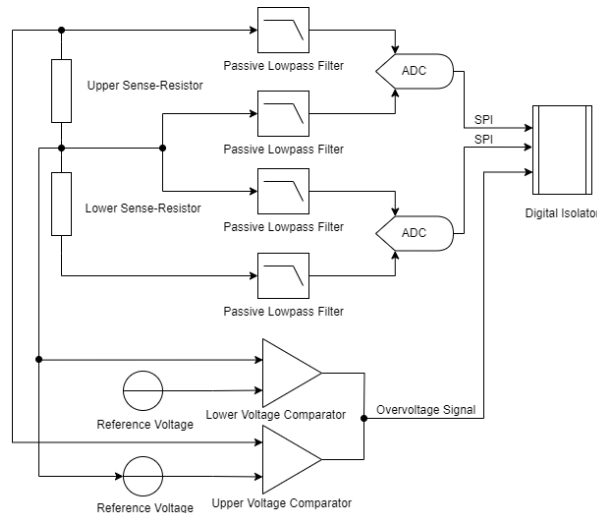 Passive Lowpass Filter
ADC
Upper Sense-Resistor
SPI
Passive Lowpass Filter
SPI
Lower Sense-Resistor
Digital Isolator
Passive Lowpass Filter
ADC
Passive Lowpass Filter
Lower Voltage Comparator
Overvoltage Signal
Reference Voltage
Upper Voltage Comparator
Reference Voltage